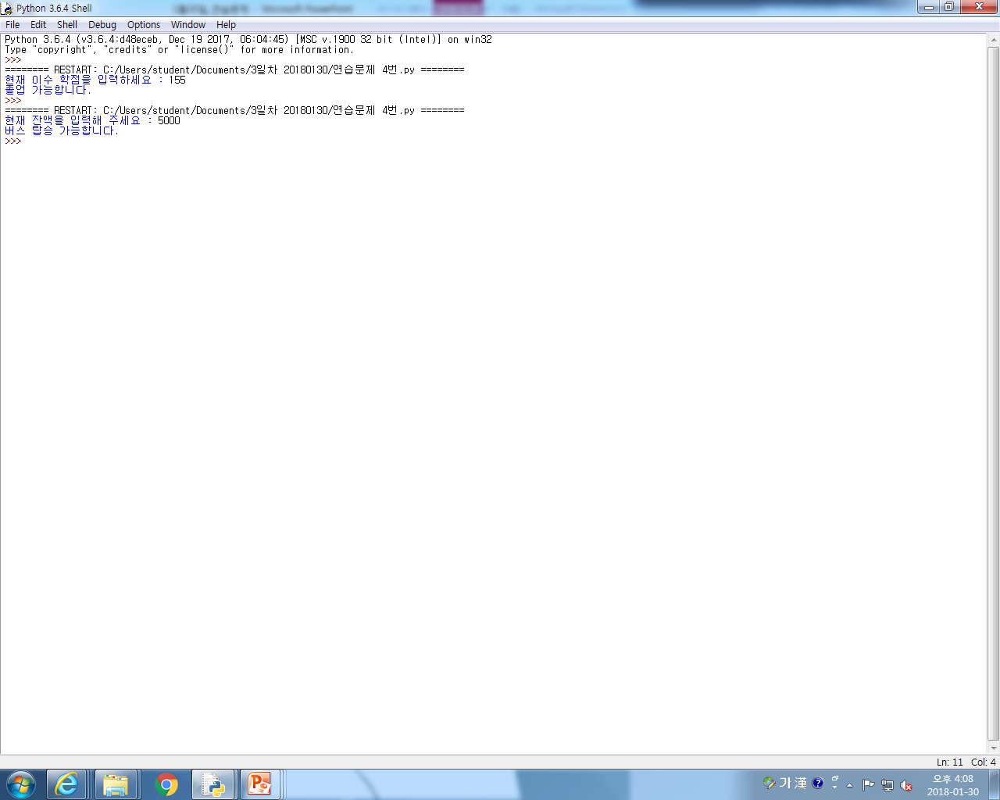 Python 3.6.4 Shell
File Edit Shell Debug Options Window Help
Python 3.6.4 (v3.6.4:d48eceb, Dec 19 2017, 06:04:45) [MSC v.1900 32 bit (Intel)] on win32
Type "copyright", "credits" or "license()" for more information.
>>>
======== RESTART: C:/Users/student/Documents/3일차 20180130/연습문제 4번.py ========
현재 이수 학점을 입력하세요 : 155
졸업 가능합니다.
>>>
======== RESTART: C:/Users/student/Documents/3일차 20180130/연습문제 4번.py ========
현재 잔액을 입력해 주세요 : 5000
버스 탑승 가능합니다.
>>>
Ln: 11 Col: 4
가 漢
오후 4:08
2018-01-30